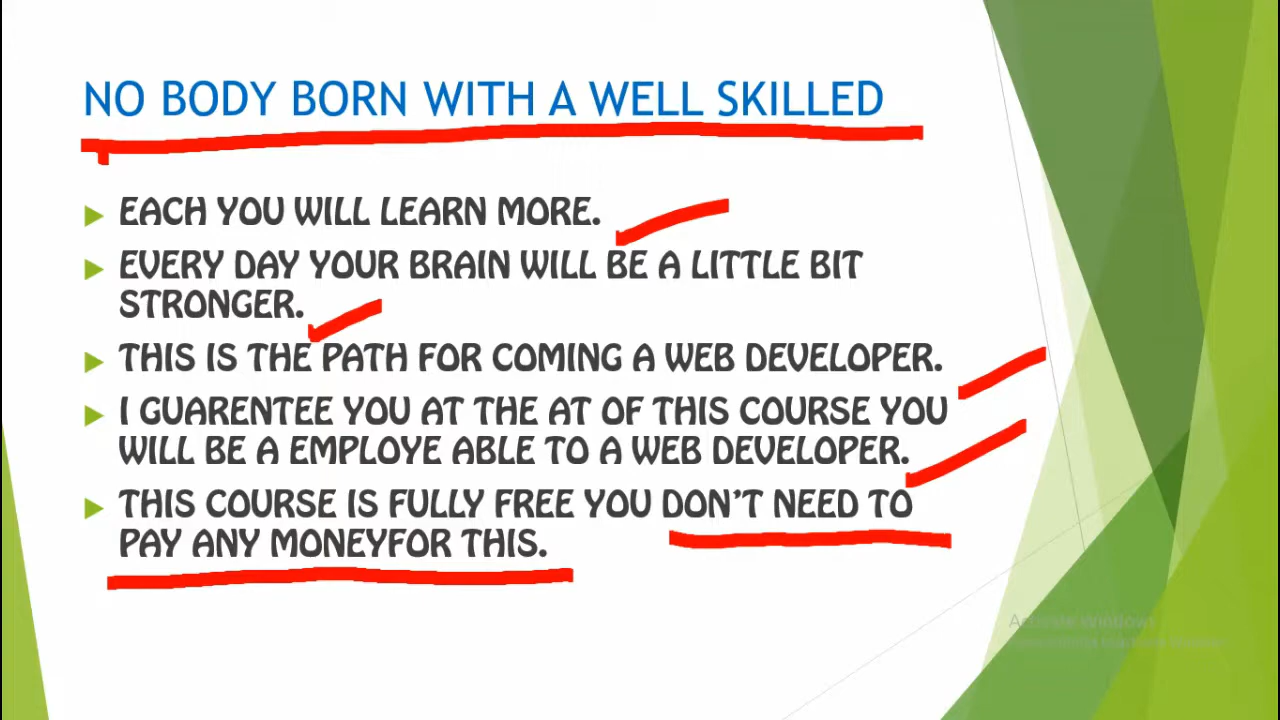 NO BODY BORN WITH A WELL SKILLED
EACH YOU WILL LEARN MORE.
EVERY DAY YOUR BRAIN WILL BE A LITTLE BIT
STRONGER.
THIS IS THE PATH FOR COMING A WEB DEVELOPER.
I GUARENTEE YOU AT THE AT OF THIS COURSE YOU
WILL BE A EMPLOYE ABLE TO A WEB DEVELOPER.
THIS COURSE IS FULLY FREE YOU DON'T NEED TO
PAY ANY MONEYFOR THIS.
Activate Windows